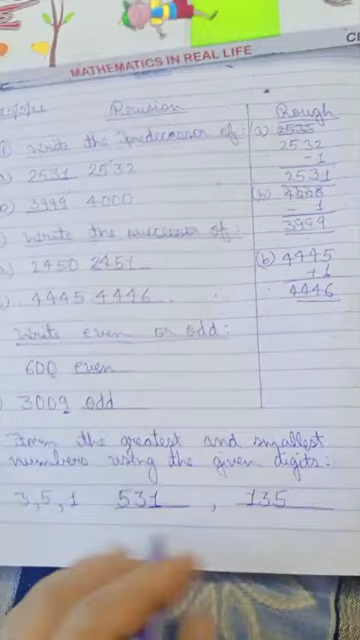 MATHEMATICS IN REAL LIFE
Revision
Write the predecessor of:
2531 2532
3999 4000
Write the successor of:
2450 2451
4445 4446
Write even or odd:
600 even
3009 odd
Form the greatest and smallest
numbers using the given digits:
3, 5, 1 531 , 135
Rough
(a) 2535
2532
-1
2531
(b) 4000
- 1
3999
(b) 4445
+1
4446